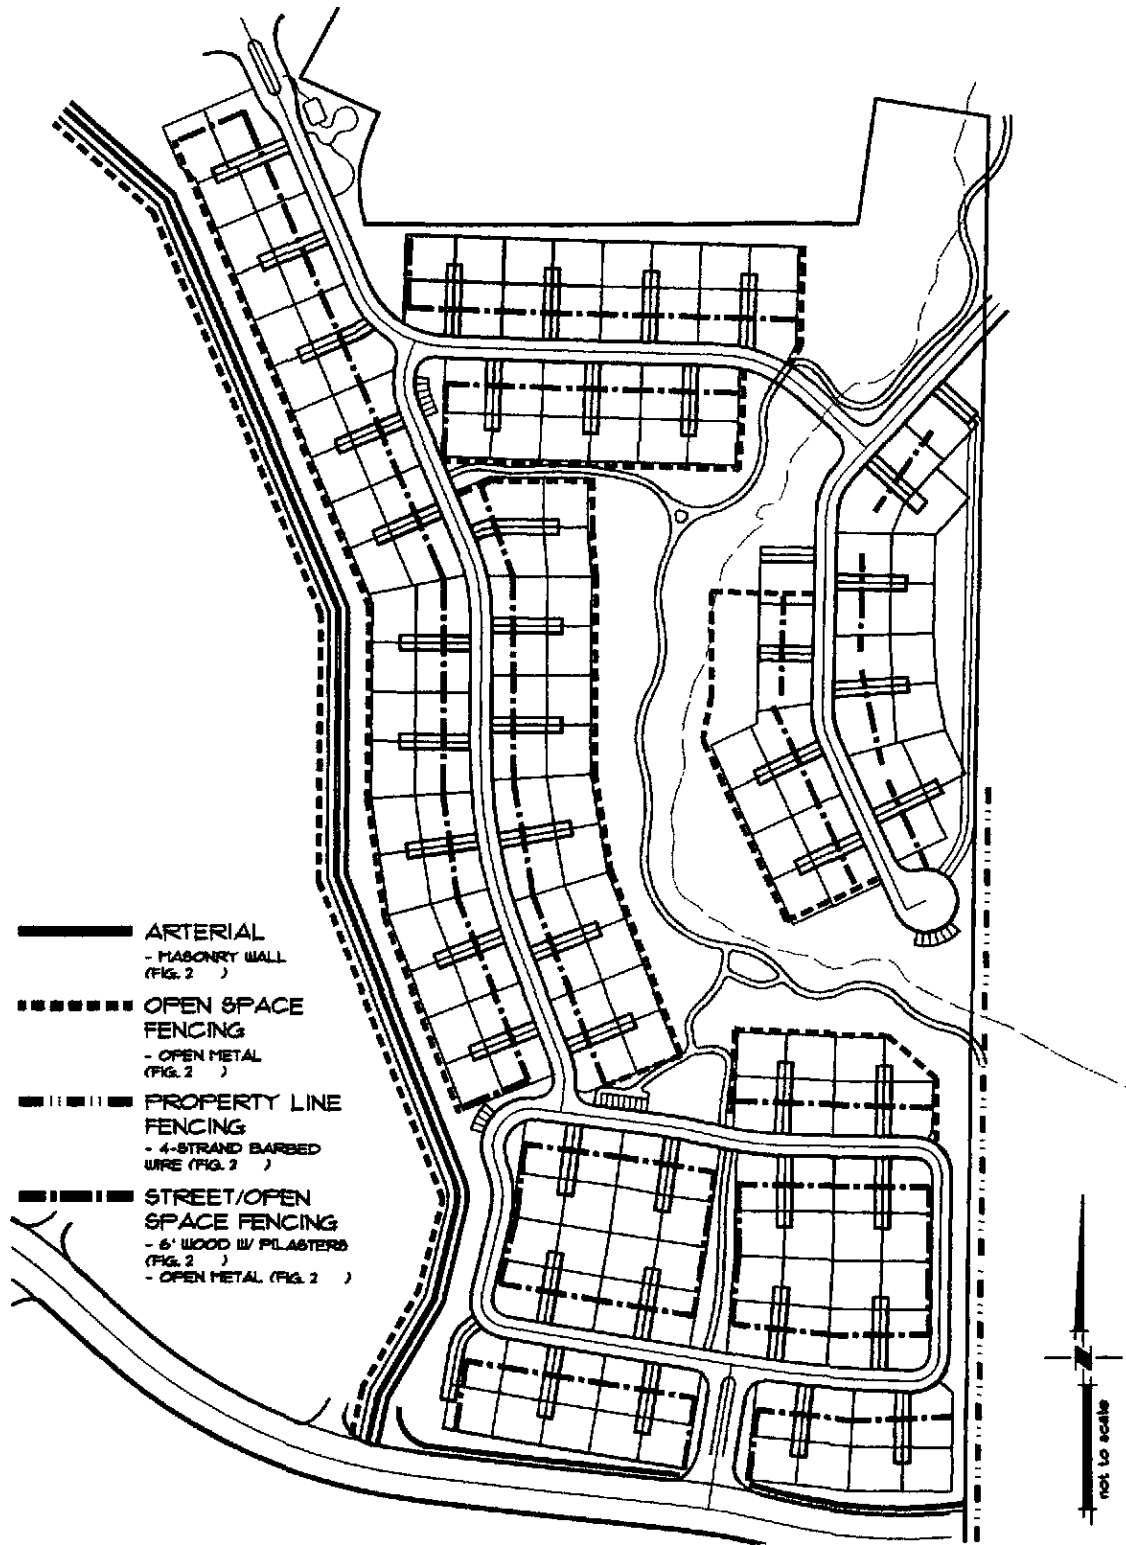 ARTERIAL
- MASONRY WALL
(FIG. 2 )
OPEN SPACE
FENCING
- OPEN METAL
(FIG. 2 )
PROPERTY LINE
FENCING
- 4-STRAND BARBED
WIRE (FIG. 2 )
STREET/OPEN
SPACE FENCING
- 6' WOOD W/ PILASTERS
(FIG. 2 )
- OPEN METAL (FIG. 2 )
not to scale